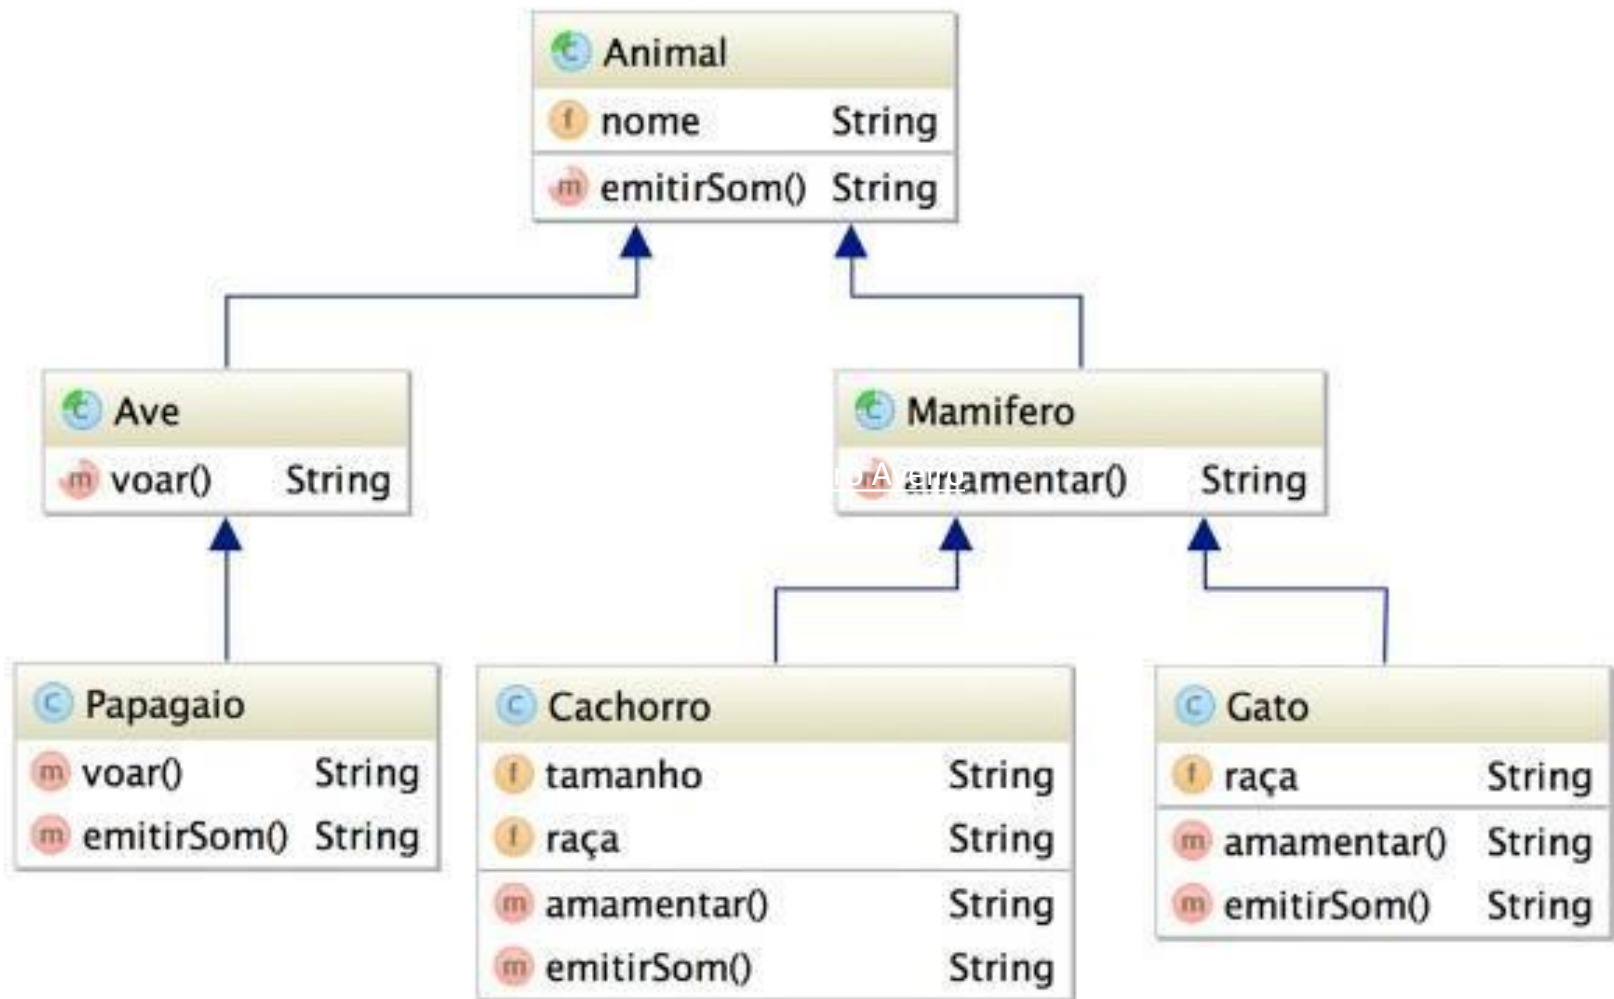 Animal
nome String
emitirSom() String
Ave
voar() String
Mamifero
amamentar() String
Papagaio
voar() String
emitirSom() String
Cachorro
tamanho String
raça String
amamentar() String
emitirSom() String
Gato
raça String
amamentar() String
emitirSom() String